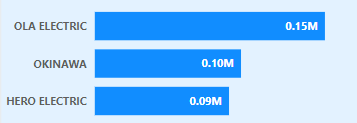 OLA ELECTRIC 0.15M
OKINAWA 0.10M
HERO ELECTRIC 0.09M